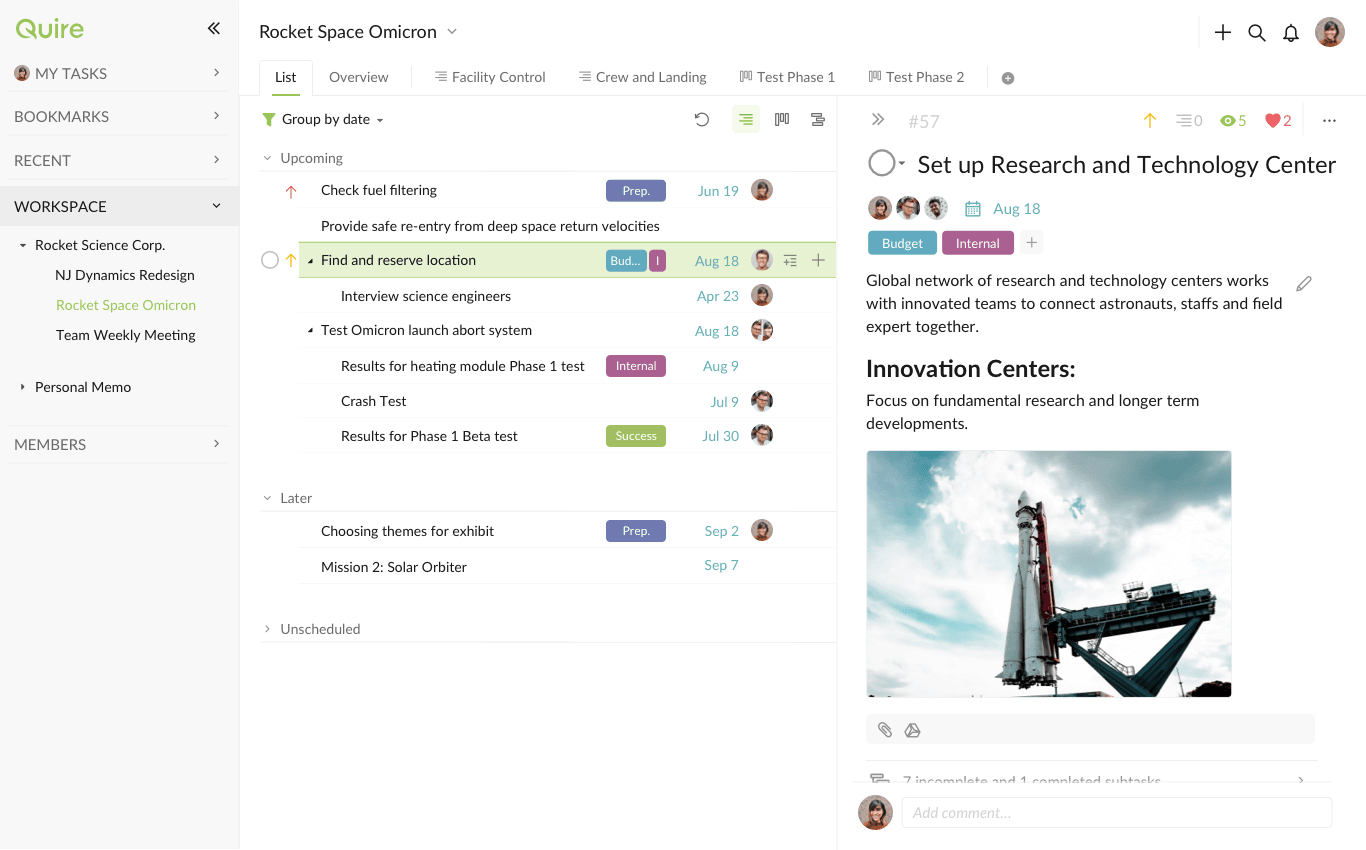 Quire
MY TASKS
BOOKMARKS
RECENT
WORKSPACE
Rocket Science Corp.
NJ Dynamics Redesign
Rocket Space Omicron
Team Weekly Meeting
Personal Memo
MEMBERS
Rocket Space Omicron
List Overview Facility Control Crew and Landing Test Phase 1 Test Phase 2
Group by date
Upcoming
Check fuel filtering Prep. Jun 19
Provide safe re-entry from deep space return velocities
Find and reserve location Bud... I Aug 18
Interview science engineers Apr 23
Test Omicron launch abort system Aug 18
Results for heating module Phase 1 test Internal Aug 9
Crash Test Jul 9
Results for Phase 1 Beta test Success Jul 30
Later
Choosing themes for exhibit Prep. Sep 2
Mission 2: Solar Orbiter Sep 7
Unscheduled
#57 0 5 2
Set up Research and Technology Center
Aug 18
Budget Internal
Global network of research and technology centers works
with innovated teams to connect astronauts, staffs and field
expert together.
Innovation Centers:
Focus on fundamental research and longer term
developments.
7 incomplete and 1 completed subtasks
Add comment...